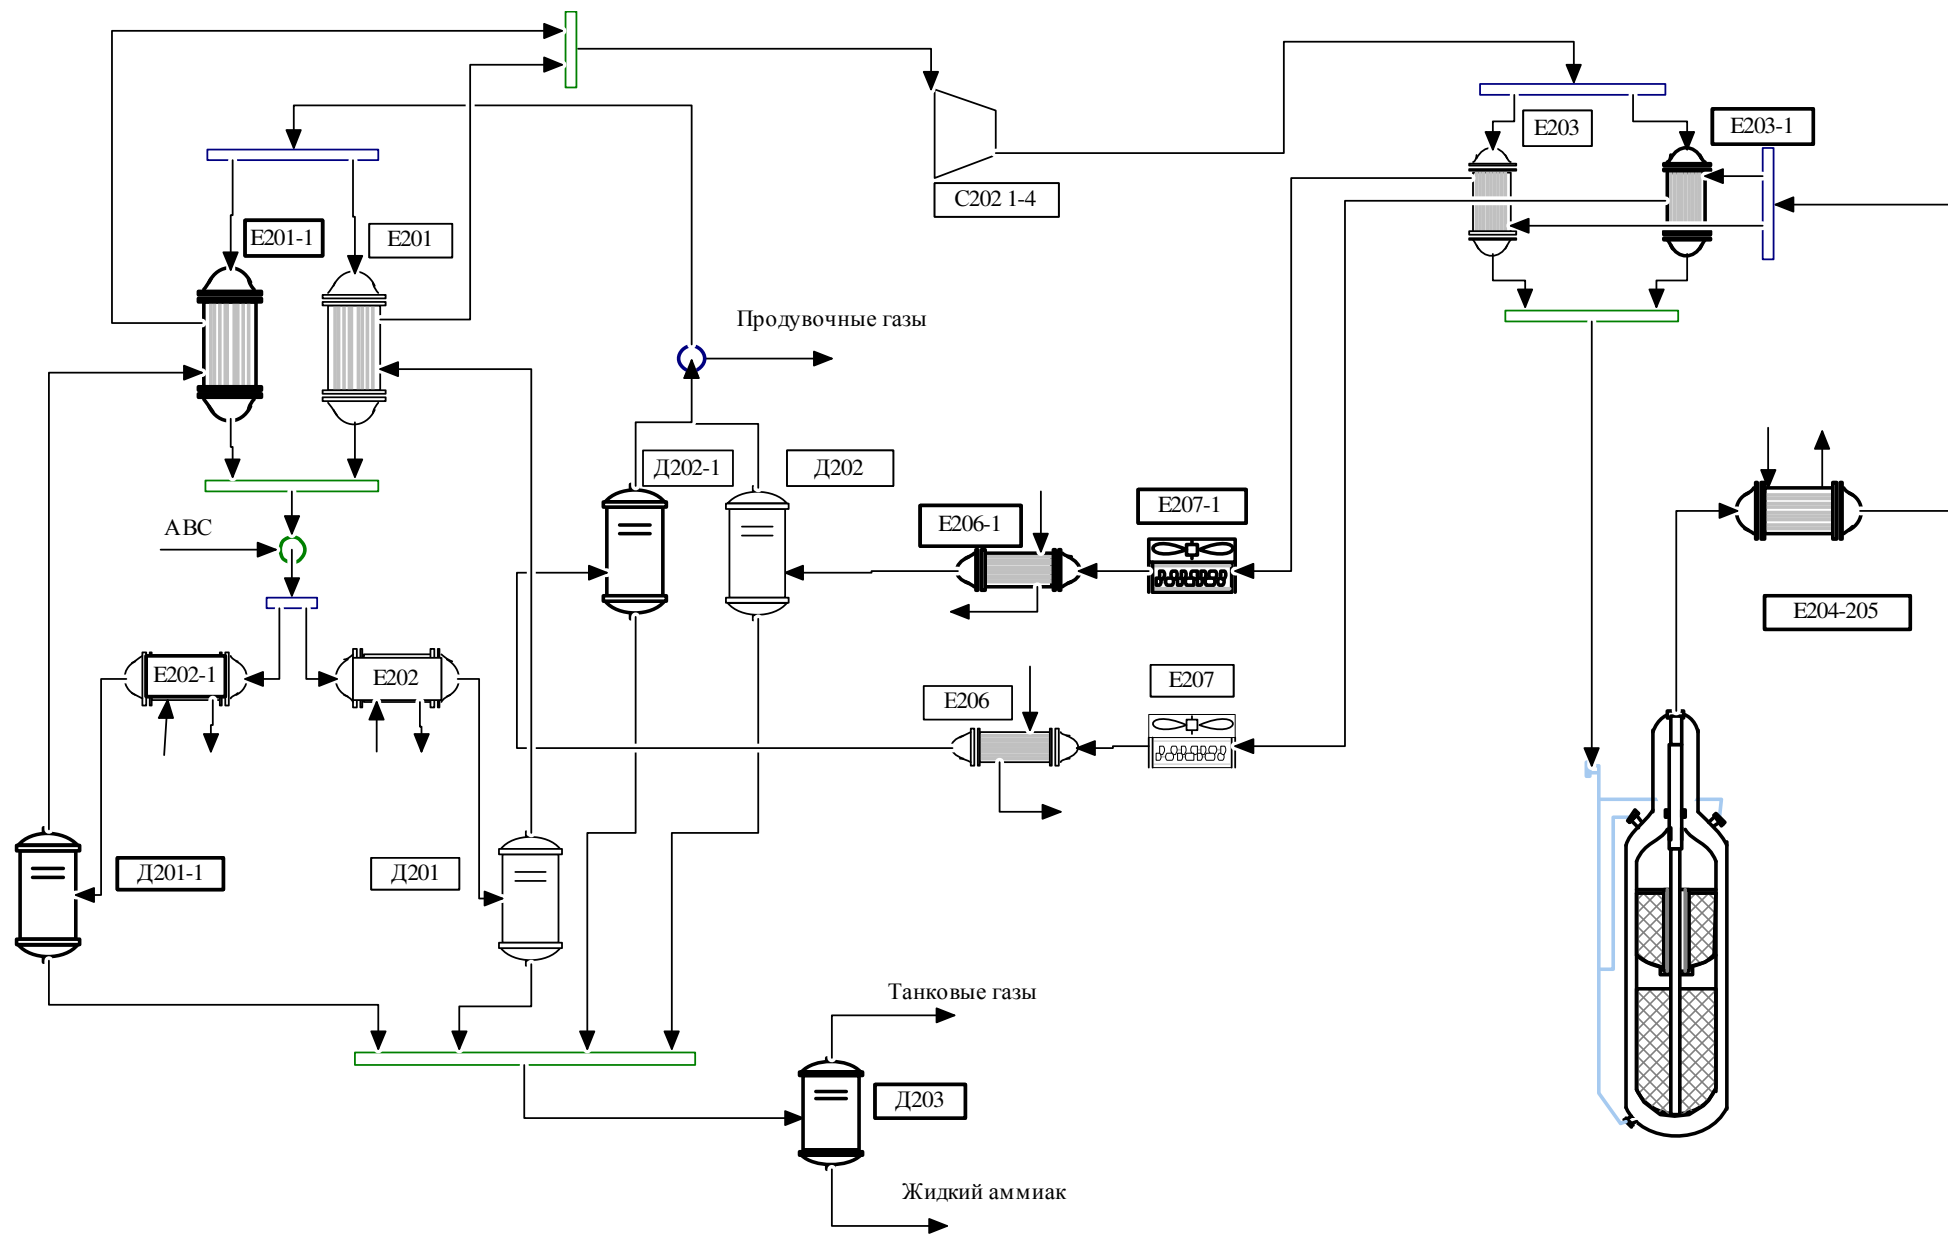 Е203
Е203-1
С202 1-4
Е201-1
Е201
Продувочные газы
Д202-1
Д202
Е206-1
Е207-1
АВС
Е204-205
Е202-1
Е202
Е206
Е207
Д201-1
Д201
Танковые газы
Д203
Жидкий аммиак